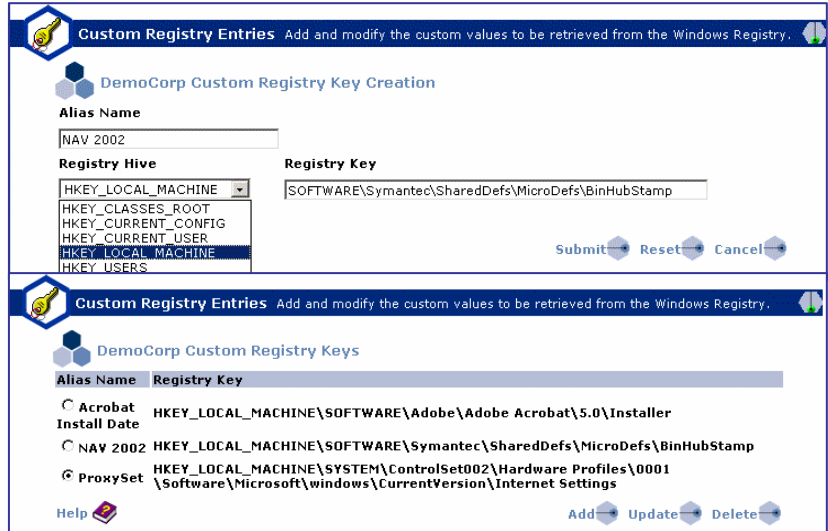 Custom Registry Entries Add and modify the custom values to be retrieved from the Windows Registry.
DemoCorp Custom Registry Key Creation
Alias Name
NAV 2002
Registry Hive Registry Key
HKEY_LOCAL_MACHINE SOFTWARE\Symantec\SharedDefs\MicroDefs\BinHubStamp
HKEY_CLASSES_ROOT
HKEY_CURRENT_CONFIG
HKEY_CURRENT_USER
HKEY_LOCAL_MACHINE
HKEY_USERS
Submit Reset Cancel
Custom Registry Entries Add and modify the custom values to be retrieved from the Windows Registry.
DemoCorp Custom Registry Keys
Alias Name Registry Key
Acrobat Install Date HKEY_LOCAL_MACHINE\SOFTWARE\Adobe\Adobe Acrobat\5.0\Installer
NAV 2002 HKEY_LOCAL_MACHINE\SOFTWARE\Symantec\SharedDefs\MicroDefs\BinHubStamp
ProxySet HKEY_LOCAL_MACHINE\SYSTEM\ControlSet002\Hardware Profiles\0001
\Software\Microsoft\windows\CurrentVersion\Internet Settings
Help Add Update Delete